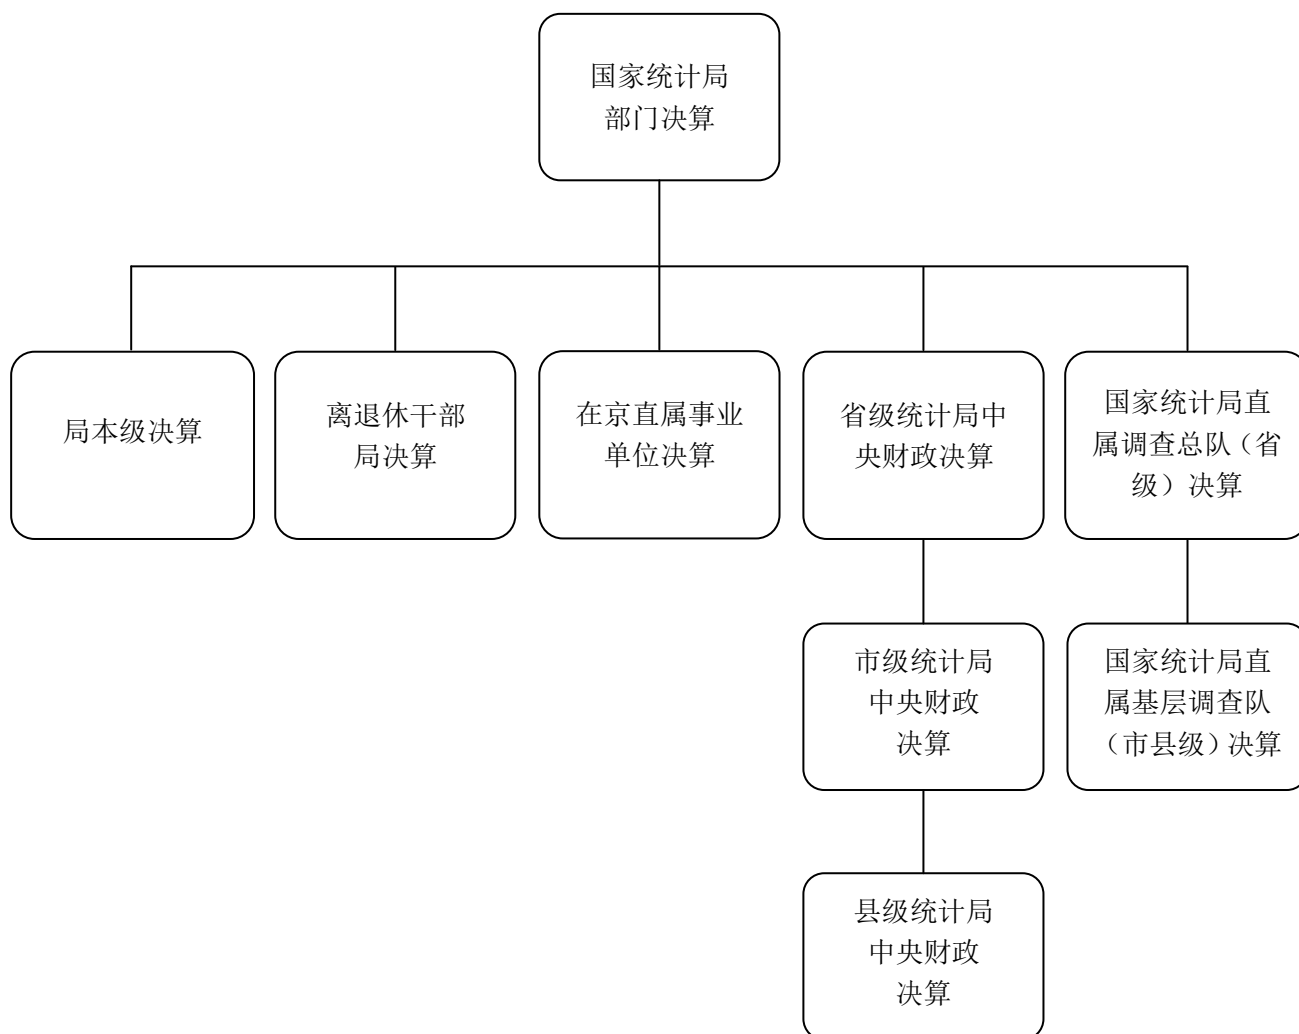 国家统计局
部门决算
局本级决算
离退休干部
局决算
在京直属事业
单位决算
省级统计局中
央财政决算
国家统计局直
属调查总队（省
级）决算
市级统计局
中央财政
决算
国家统计局直
属基层调查队
（市县级）决算
县级统计局
中央财政
决算